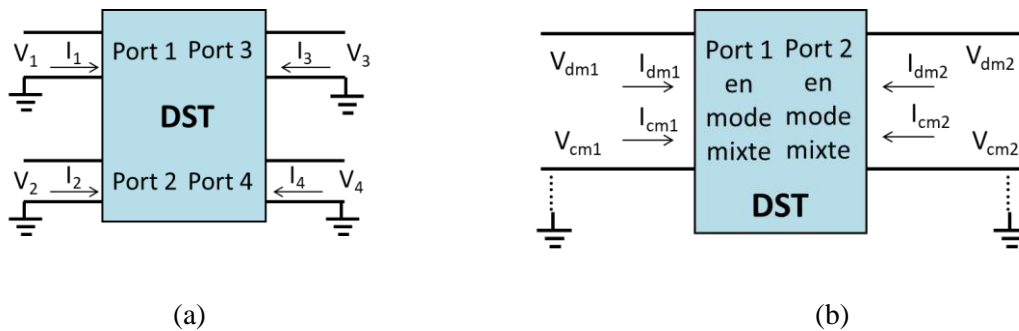 V1 I1 Port 1 Port 3 I3 V3
DST
V2 I2 Port 2 Port 4 I4 V4
(a)
Vdm1 Idm1 Port 1 Port 2 Idm2 Vdm2
en en
Vcm1 Icm1 mode mode Icm2 Vcm2
mixte mixte
DST
(b)